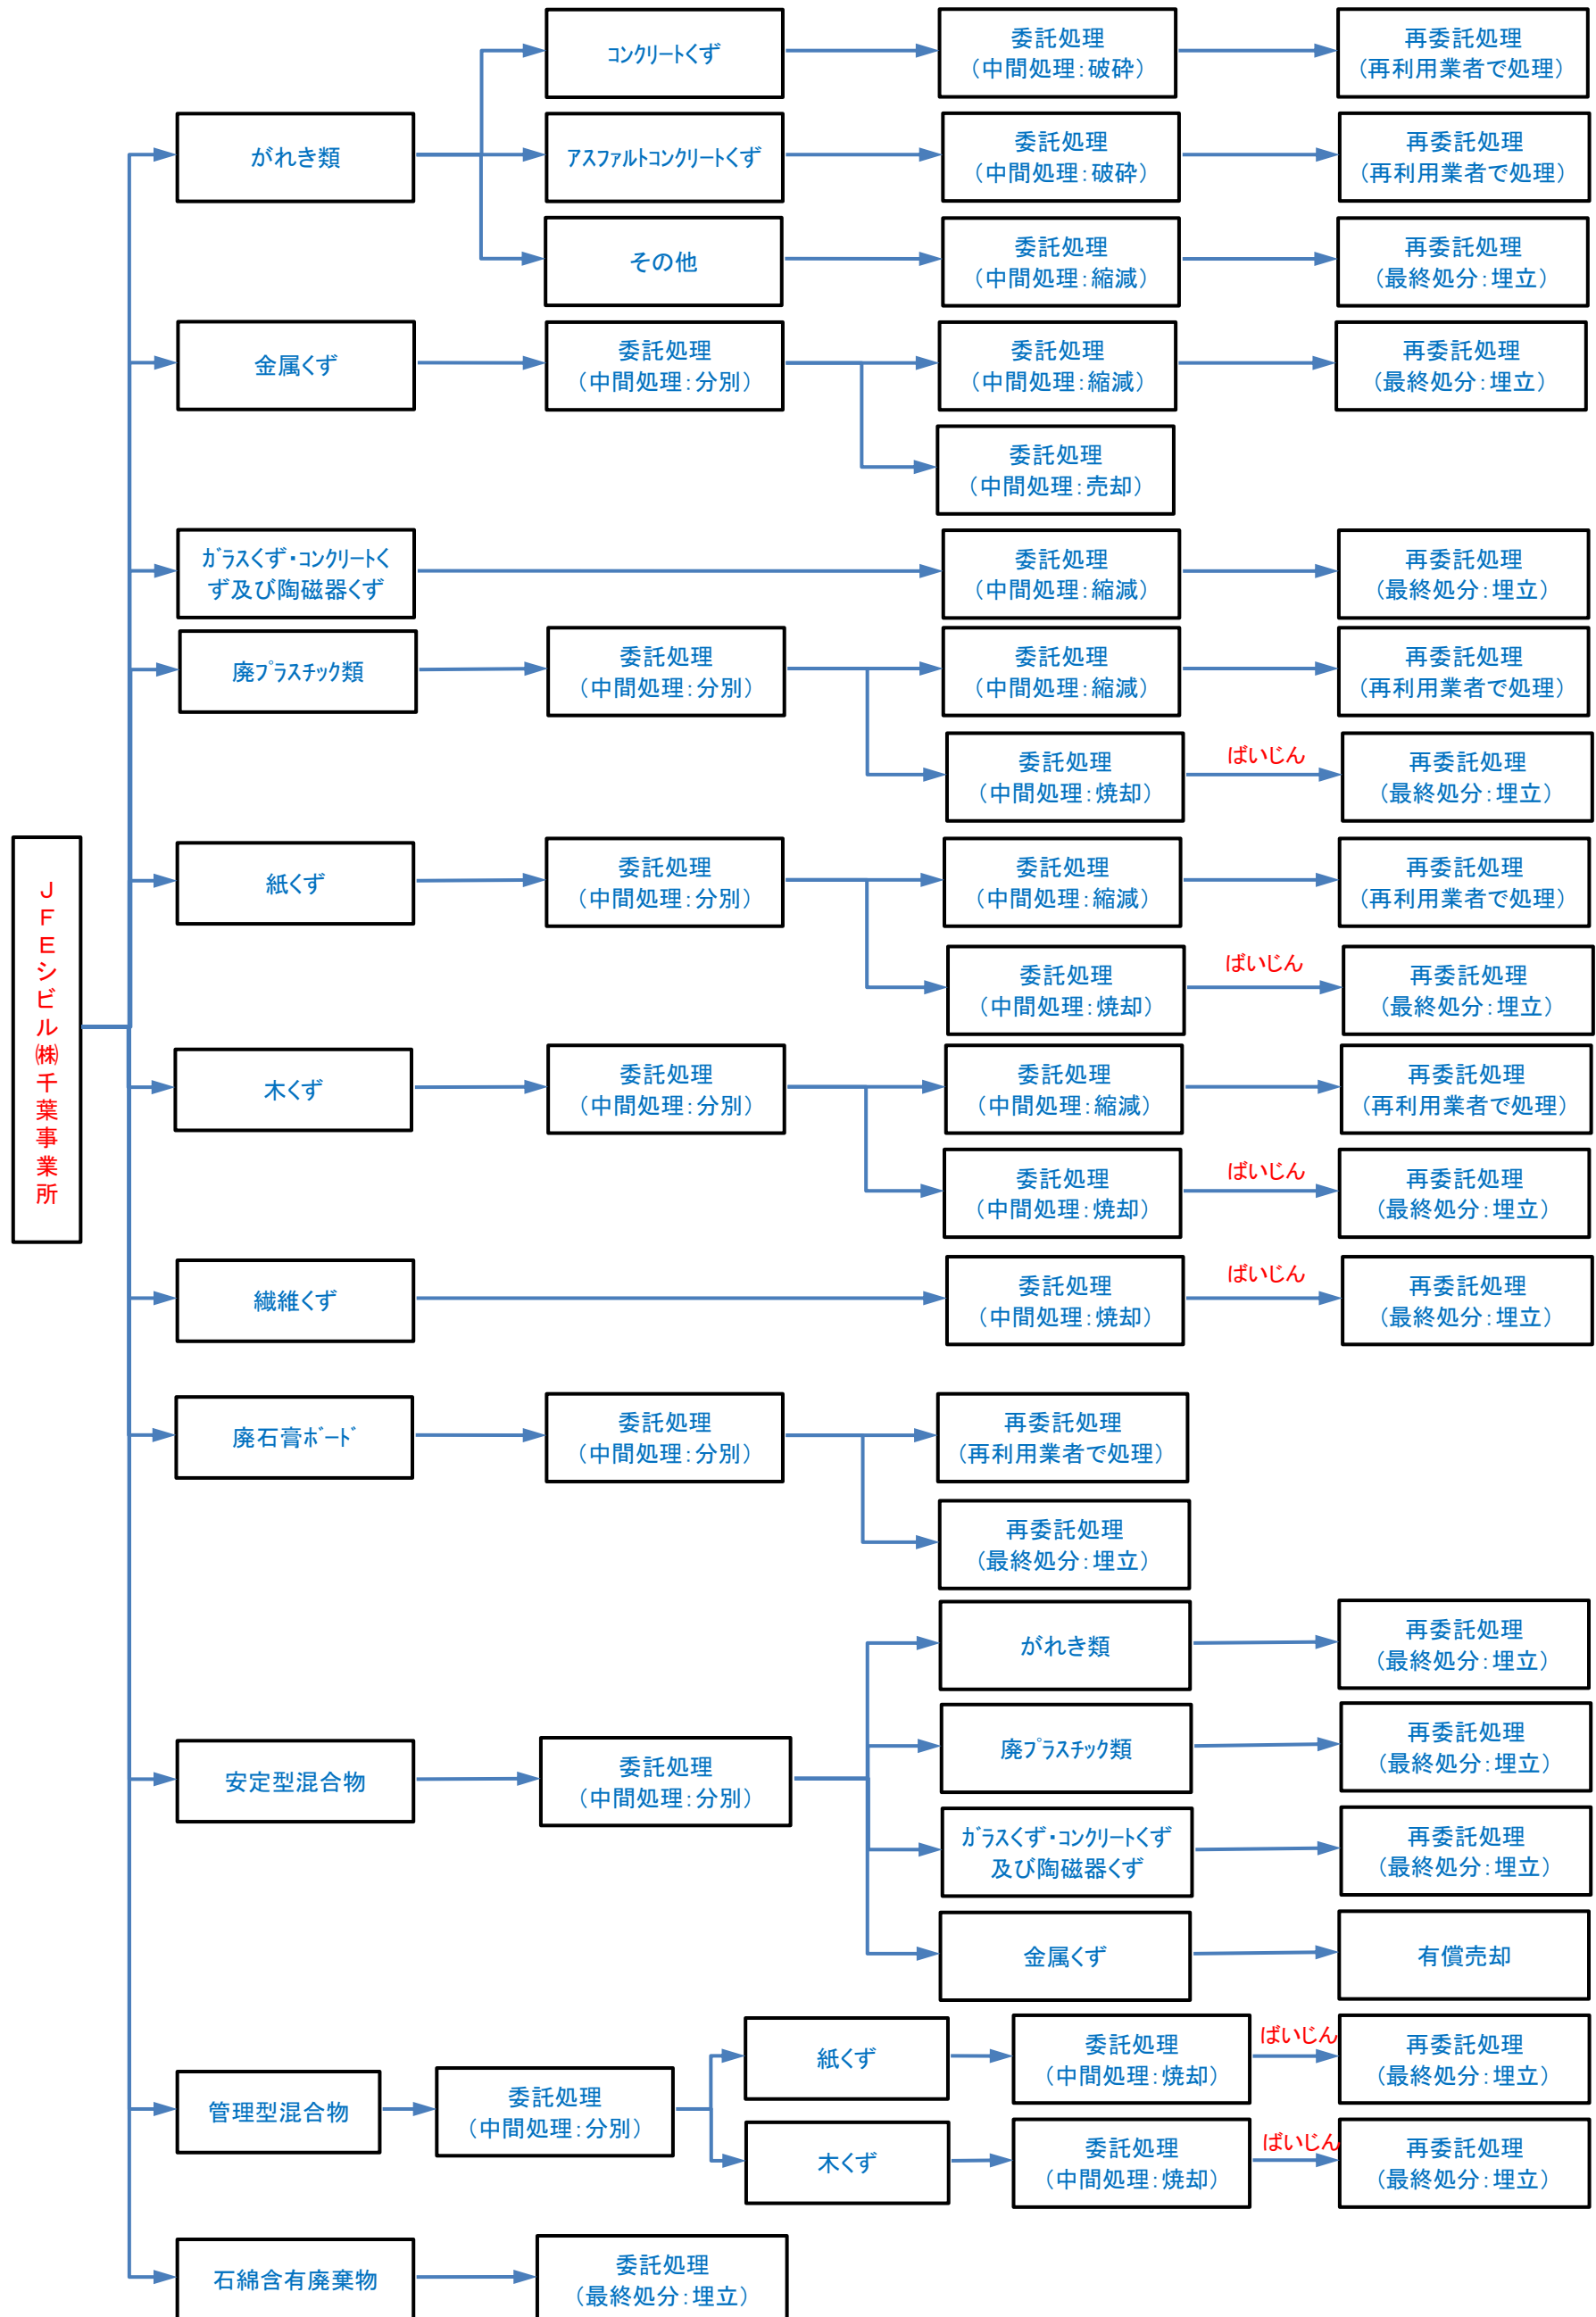 JFEシビル㈱千葉事業所
がれき類
コンクリートくず
委託処理
（中間処理：破砕）
再委託処理
（再利用業者で処理）
アスファルトコンクリートくず
委託処理
（中間処理：破砕）
再委託処理
（再利用業者で処理）
その他
委託処理
（中間処理：縮減）
再委託処理
（最終処分：埋立）
金属くず
委託処理
（中間処理：分別）
委託処理
（中間処理：縮減）
再委託処理
（最終処分：埋立）
委託処理
（中間処理：売却）
ガラスくず・コンクリートく
ず及び陶磁器くず
委託処理
（中間処理：縮減）
再委託処理
（最終処分：埋立）
廃プラスチック類
委託処理
（中間処理：分別）
委託処理
（中間処理：縮減）
再委託処理
（再利用業者で処理）
委託処理
（中間処理：焼却）
ばいじん
再委託処理
（最終処分：埋立）
紙くず
委託処理
（中間処理：分別）
委託処理
（中間処理：縮減）
再委託処理
（再利用業者で処理）
委託処理
（中間処理：焼却）
ばいじん
再委託処理
（最終処分：埋立）
木くず
委託処理
（中間処理：分別）
委託処理
（中間処理：縮減）
再委託処理
（再利用業者で処理）
委託処理
（中間処理：焼却）
ばいじん
再委託処理
（最終処分：埋立）
繊維くず
委託処理
（中間処理：焼却）
ばいじん
再委託処理
（最終処分：埋立）
廃石膏ボード
委託処理
（中間処理：分別）
再委託処理
（再利用業者で処理）
再委託処理
（最終処分：埋立）
安定型混合物
委託処理
（中間処理：分別）
がれき類
再委託処理
（最終処分：埋立）
廃プラスチック類
再委託処理
（最終処分：埋立）
ガラスくず・コンクリートくず
及び陶磁器くず
再委託処理
（最終処分：埋立）
金属くず
有償売却
管理型混合物
委託処理
（中間処理：分別）
紙くず
委託処理
（中間処理：焼却）
ばいじん
再委託処理
（最終処分：埋立）
木くず
委託処理
（中間処理：焼却）
ばいじん
再委託処理
（最終処分：埋立）
石綿含有廃棄物
委託処理
（最終処分：埋立）